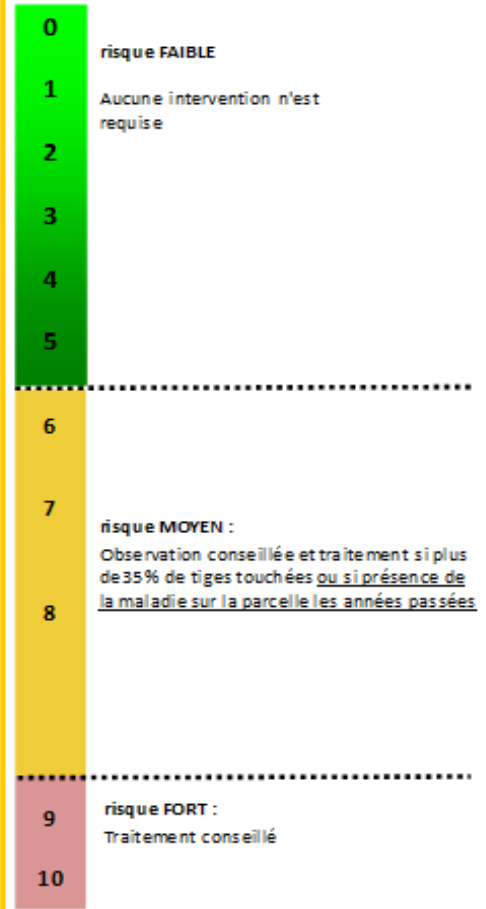 0
risque FAIBLE
1
Aucune intervention n'est
requise
2
3
4
5
6
7
risque MOYEN :
Observation conseillée et traitement si plus
de 35% de tiges touchées ou si présence de
la maladie sur la parcelle les années passées
8
risque FORT :
9
Traitement conseillé
10